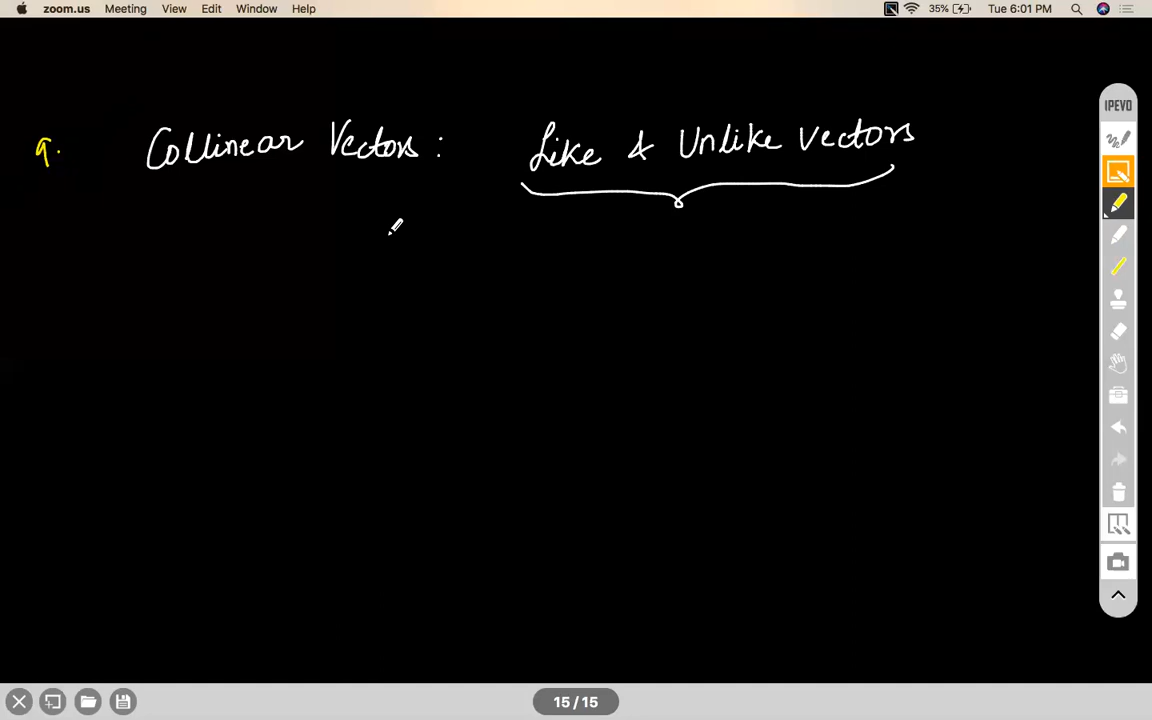 zoom.us Meeting View Edit Window Help 35% Tue 6:01 PM
IPEVO
9. Collinear Vectors : Like & Unlike vectors
15 / 15